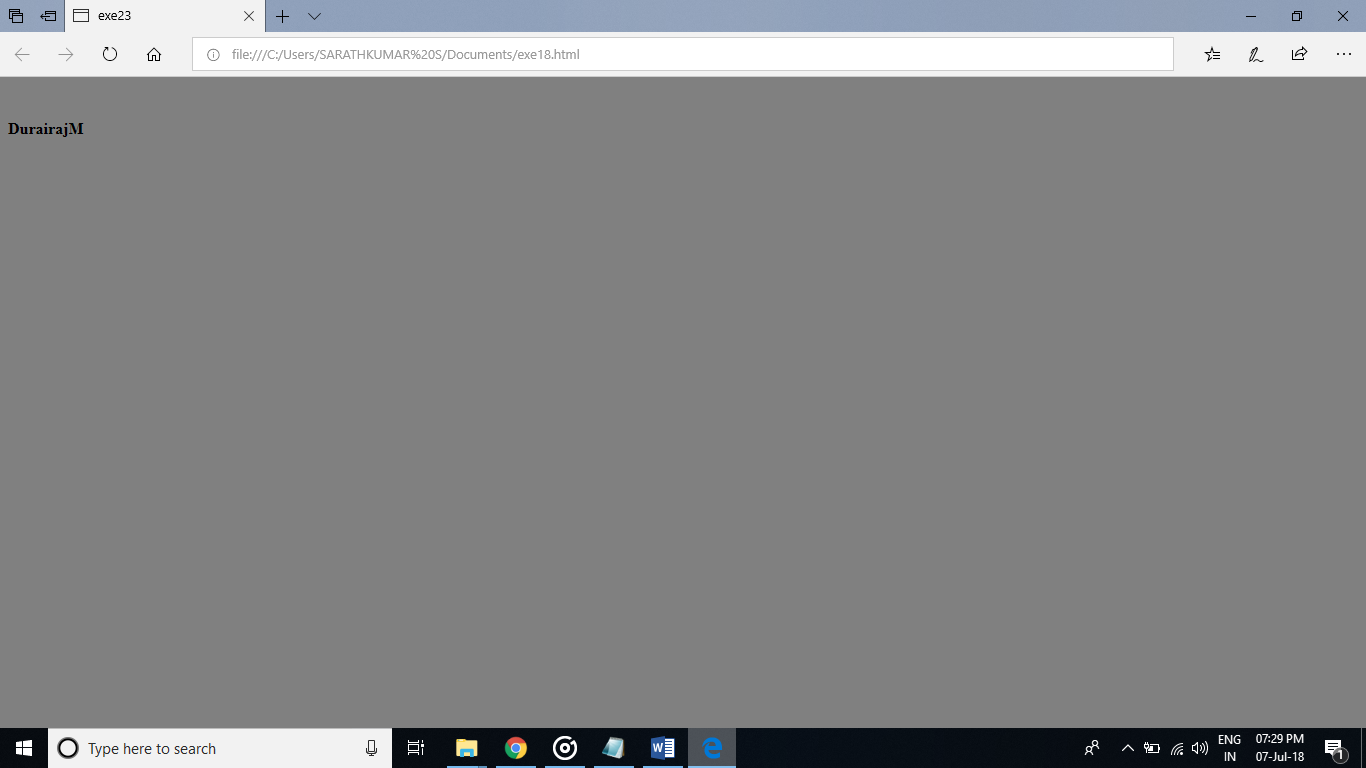 exe23
file:///C:/Users/SARATHKUMAR%20S/Documents/exe18.html
DurairajM
Type here to search
ENG
IN
07:29 PM
07-Jul-18
1